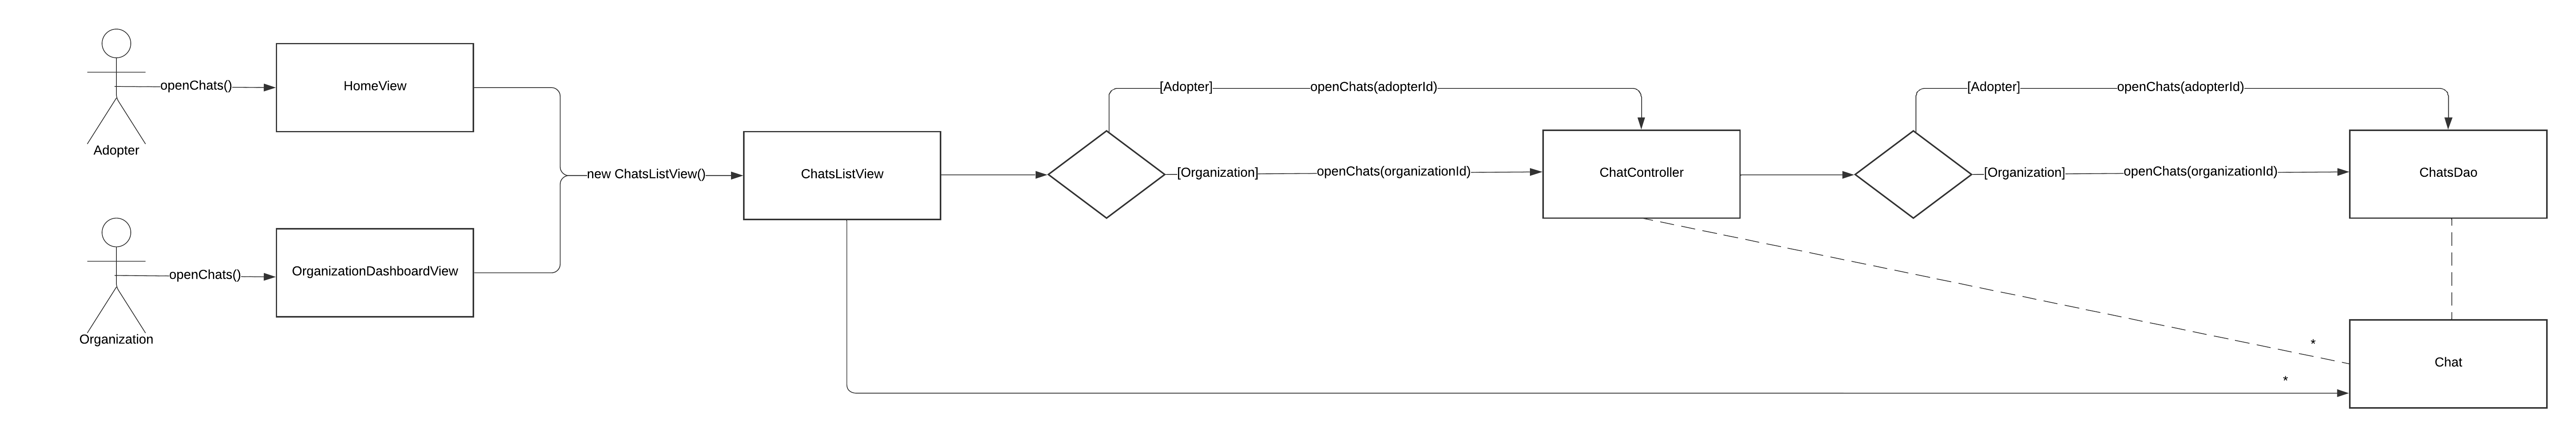 openChats()
HomeView
Adopter
openChats()
OrganizationDashboardView
Organization
new ChatsListView()
ChatsListView
[Adopter]
openChats(adopterId)
[Organization]
openChats(organizationId)
ChatController
[Adopter]
openChats(adopterId)
[Organization]
openChats(organizationId)
ChatsDao
*
*
Chat